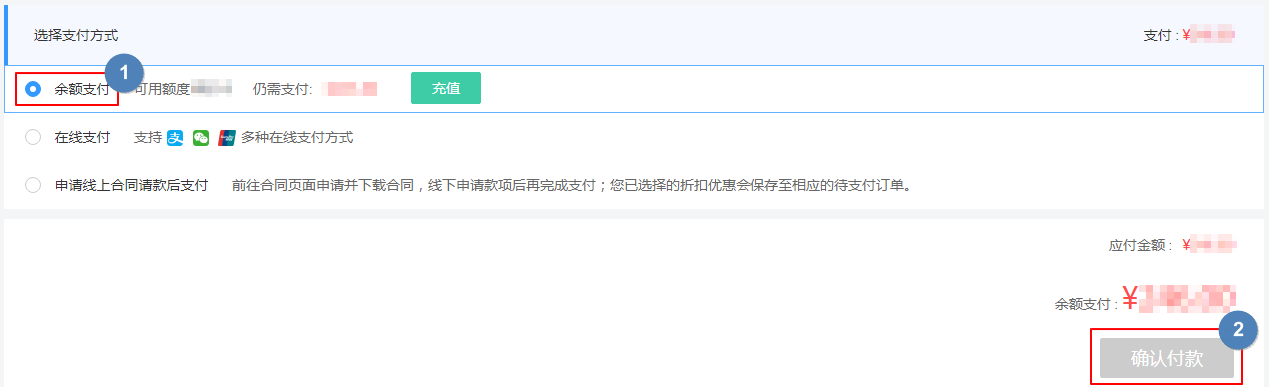 选择支付方式 支付 : ¥
1
余额支付 可用额度 仍需支付: 充值
在线支付 支持 支 多种在线支付方式
申请线上合同请款后支付 前往合同页面申请并下载合同，线下申请款项后再完成支付；您已选择的折扣优惠会保存至相应的待支付订单。
应付金额 : ¥
余额支付 : ¥
2
确认付款